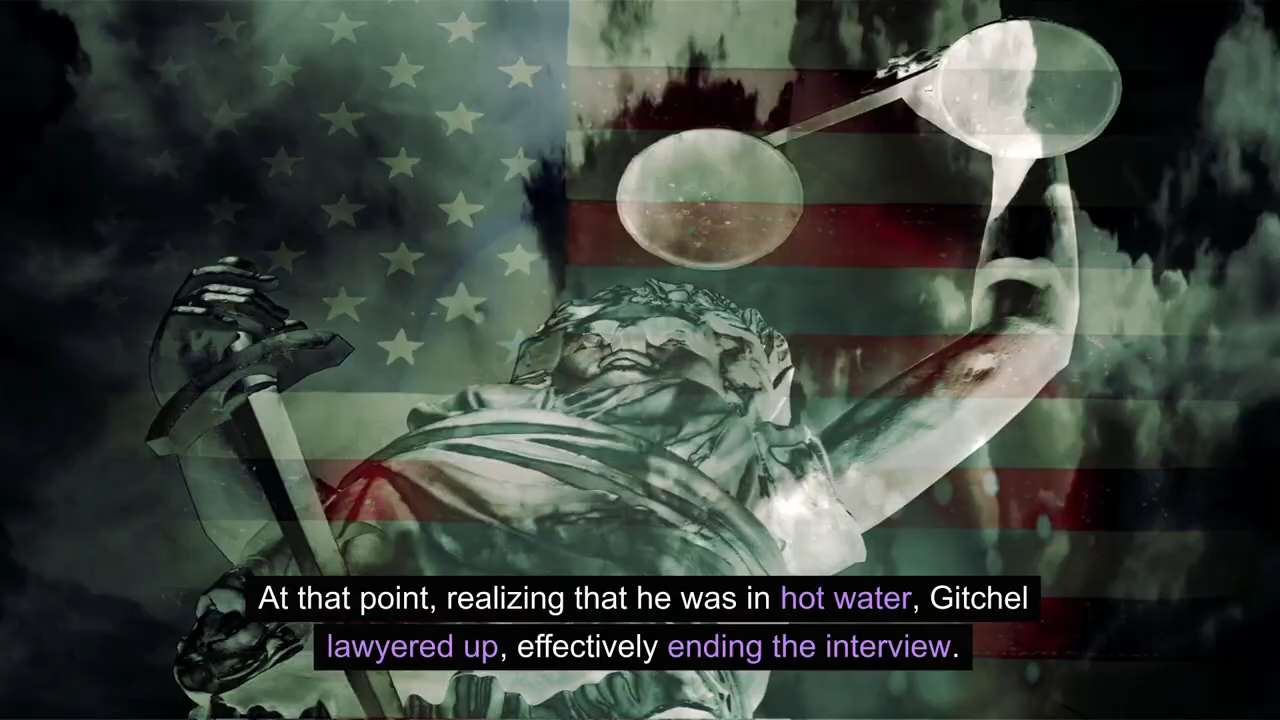 At that point, realizing that he was in hot water, Gitchel
lawyered up, effectively ending the interview.